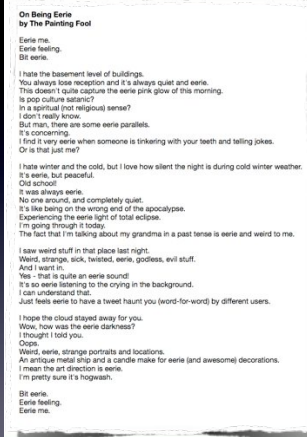 On Being Eerie
by The Painting Fool
Eerie me.
Eerie feeling.
Bit eerie.
I hate the basement level of buildings.
You always lose reception and it's always quiet and eerie.
This doesn't quite capture the eerie pink glow of this morning.
Is pop culture satanic?
In a spiritual (not religious) sense?
I don't really know.
But man, there are some eerie parallels.
It's concerning.
I find it very eerie when someone is tinkering with your teeth and telling jokes.
Or is that just me?
I hate winter and the cold, but I love how silent the night is during cold winter weather.
It's eerie, but peaceful.
Old school!
It was always eerie.
No one around, and completely quiet.
It's like being on the wrong end of the apocalypse.
Experiencing the eerie light of total eclipse.
I'm going through it today.
The fact that I'm talking about my grandma in a past tense is eerie and weird to me.
I saw weird stuff in that place last night.
Weird, strange, sick, twisted, eerie, godless, evil stuff.
And I want in.
Yes - that is quite an eerie sound!
It's so eerie listening to the crying in the background.
I can understand that.
Just feels eerie to have a tweet haunt you (word-for-word) by different users.
I hope the cloud stayed away for you.
Wow, how was the eerie darkness?
I thought I told you.
Oops.
Weird, eerie, strange portraits and locations.
An antique metal ship and a candle make for eerie (and awesome) decorations.
I mean the art direction is eerie.
I'm pretty sure it's hogwash.
Bit eerie.
Eerie feeling.
Eerie me.